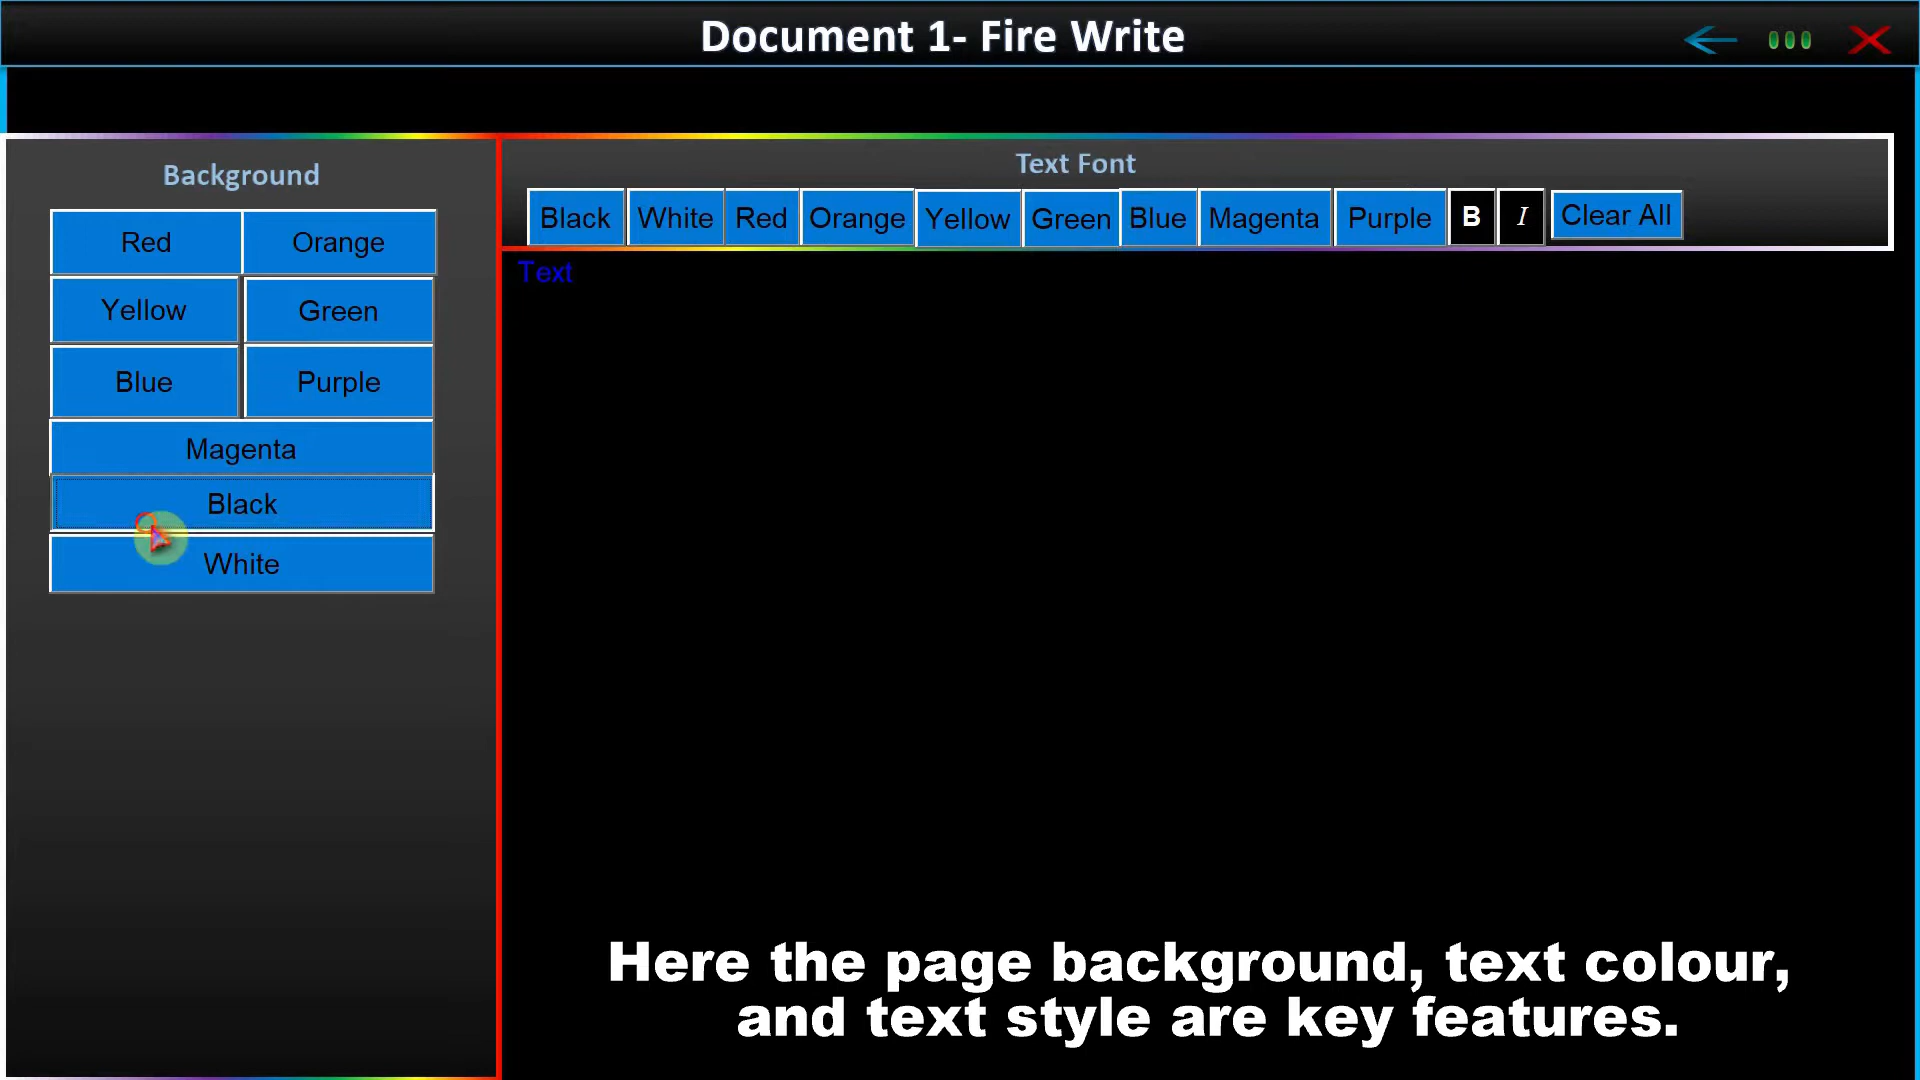 Document 1- Fire Write
Background
Red
Orange
Yellow
Green
Blue
Purple
Magenta
Black
White
Text Font
Black
White
Red
Orange
Yellow
Green
Blue
Magenta
Purple
B
I
Clear All
Text
Here the page background, text colour,
and text style are key features.